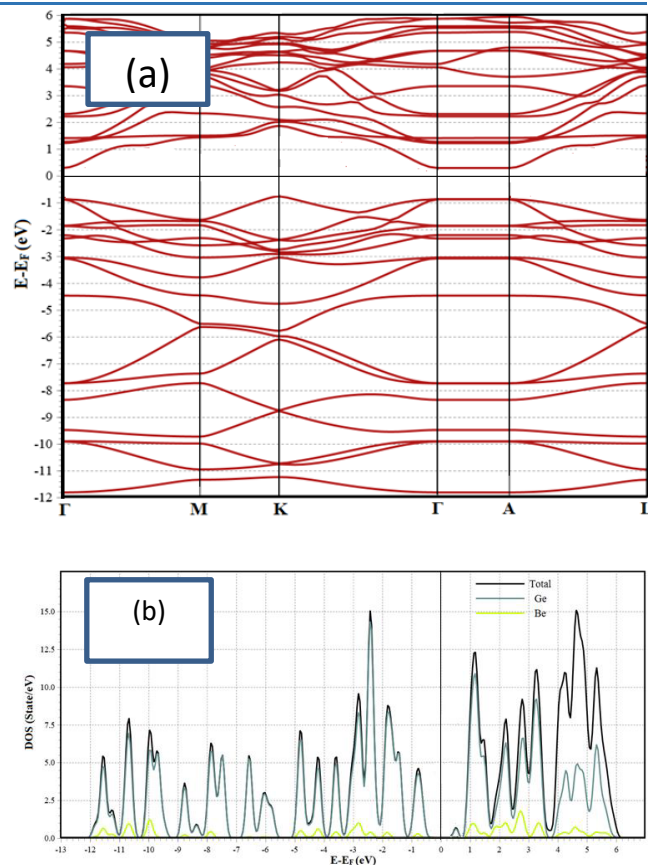 (a)
E-E_F (eV)
6
5
4
3
2
1
0
-1
-2
-3
-4
-5
-6
-7
-8
-9
-10
-11
-12
Γ M K Γ A L
(b)
Total
Ge
Be
DOS (State/eV)
15.0
12.5
10.0
7.5
5.0
2.5
0.0
-13 -12 -11 -10 -9 -8 -7 -6 -5 -4 -3 -2 -1 0 1 2 3 4 5 6
E-E_F (eV)